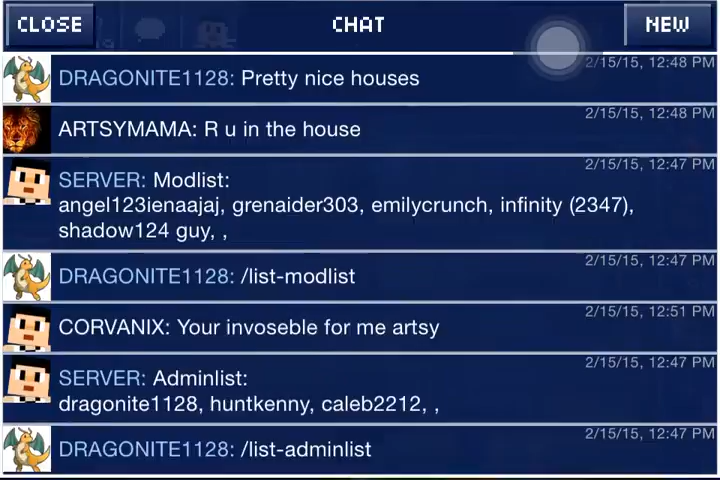 CLOSE
CHAT
NEW
2/15/15, 12:48 PM
DRAGONITE1128: Pretty nice houses
2/15/15, 12:48 PM
ARTSYMAMA: R u in the house
2/15/15, 12:47 PM
SERVER: Modlist:
angel123ienaajaj, grenaider303, emilycrunch, infinity (2347),
shadow124 guy, ,
2/15/15, 12:47 PM
DRAGONITE1128: /list-modlist
2/15/15, 12:51 PM
CORVANIX: Your invoseble for me artsy
2/15/15, 12:47 PM
SERVER: Adminlist:
dragonite1128, huntkenny, caleb2212, ,
2/15/15, 12:47 PM
DRAGONITE1128: /list-adminlist